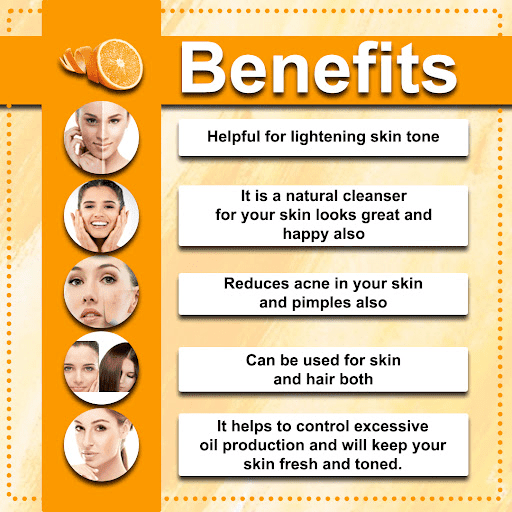 Benefits
Helpful for lightening skin tone
It is a natural cleanser
for your skin looks great and
happy also
Reduces acne in your skin
and pimples also
Can be used for skin
and hair both
It helps to control excessive
oil production and will keep your
skin fresh and toned.